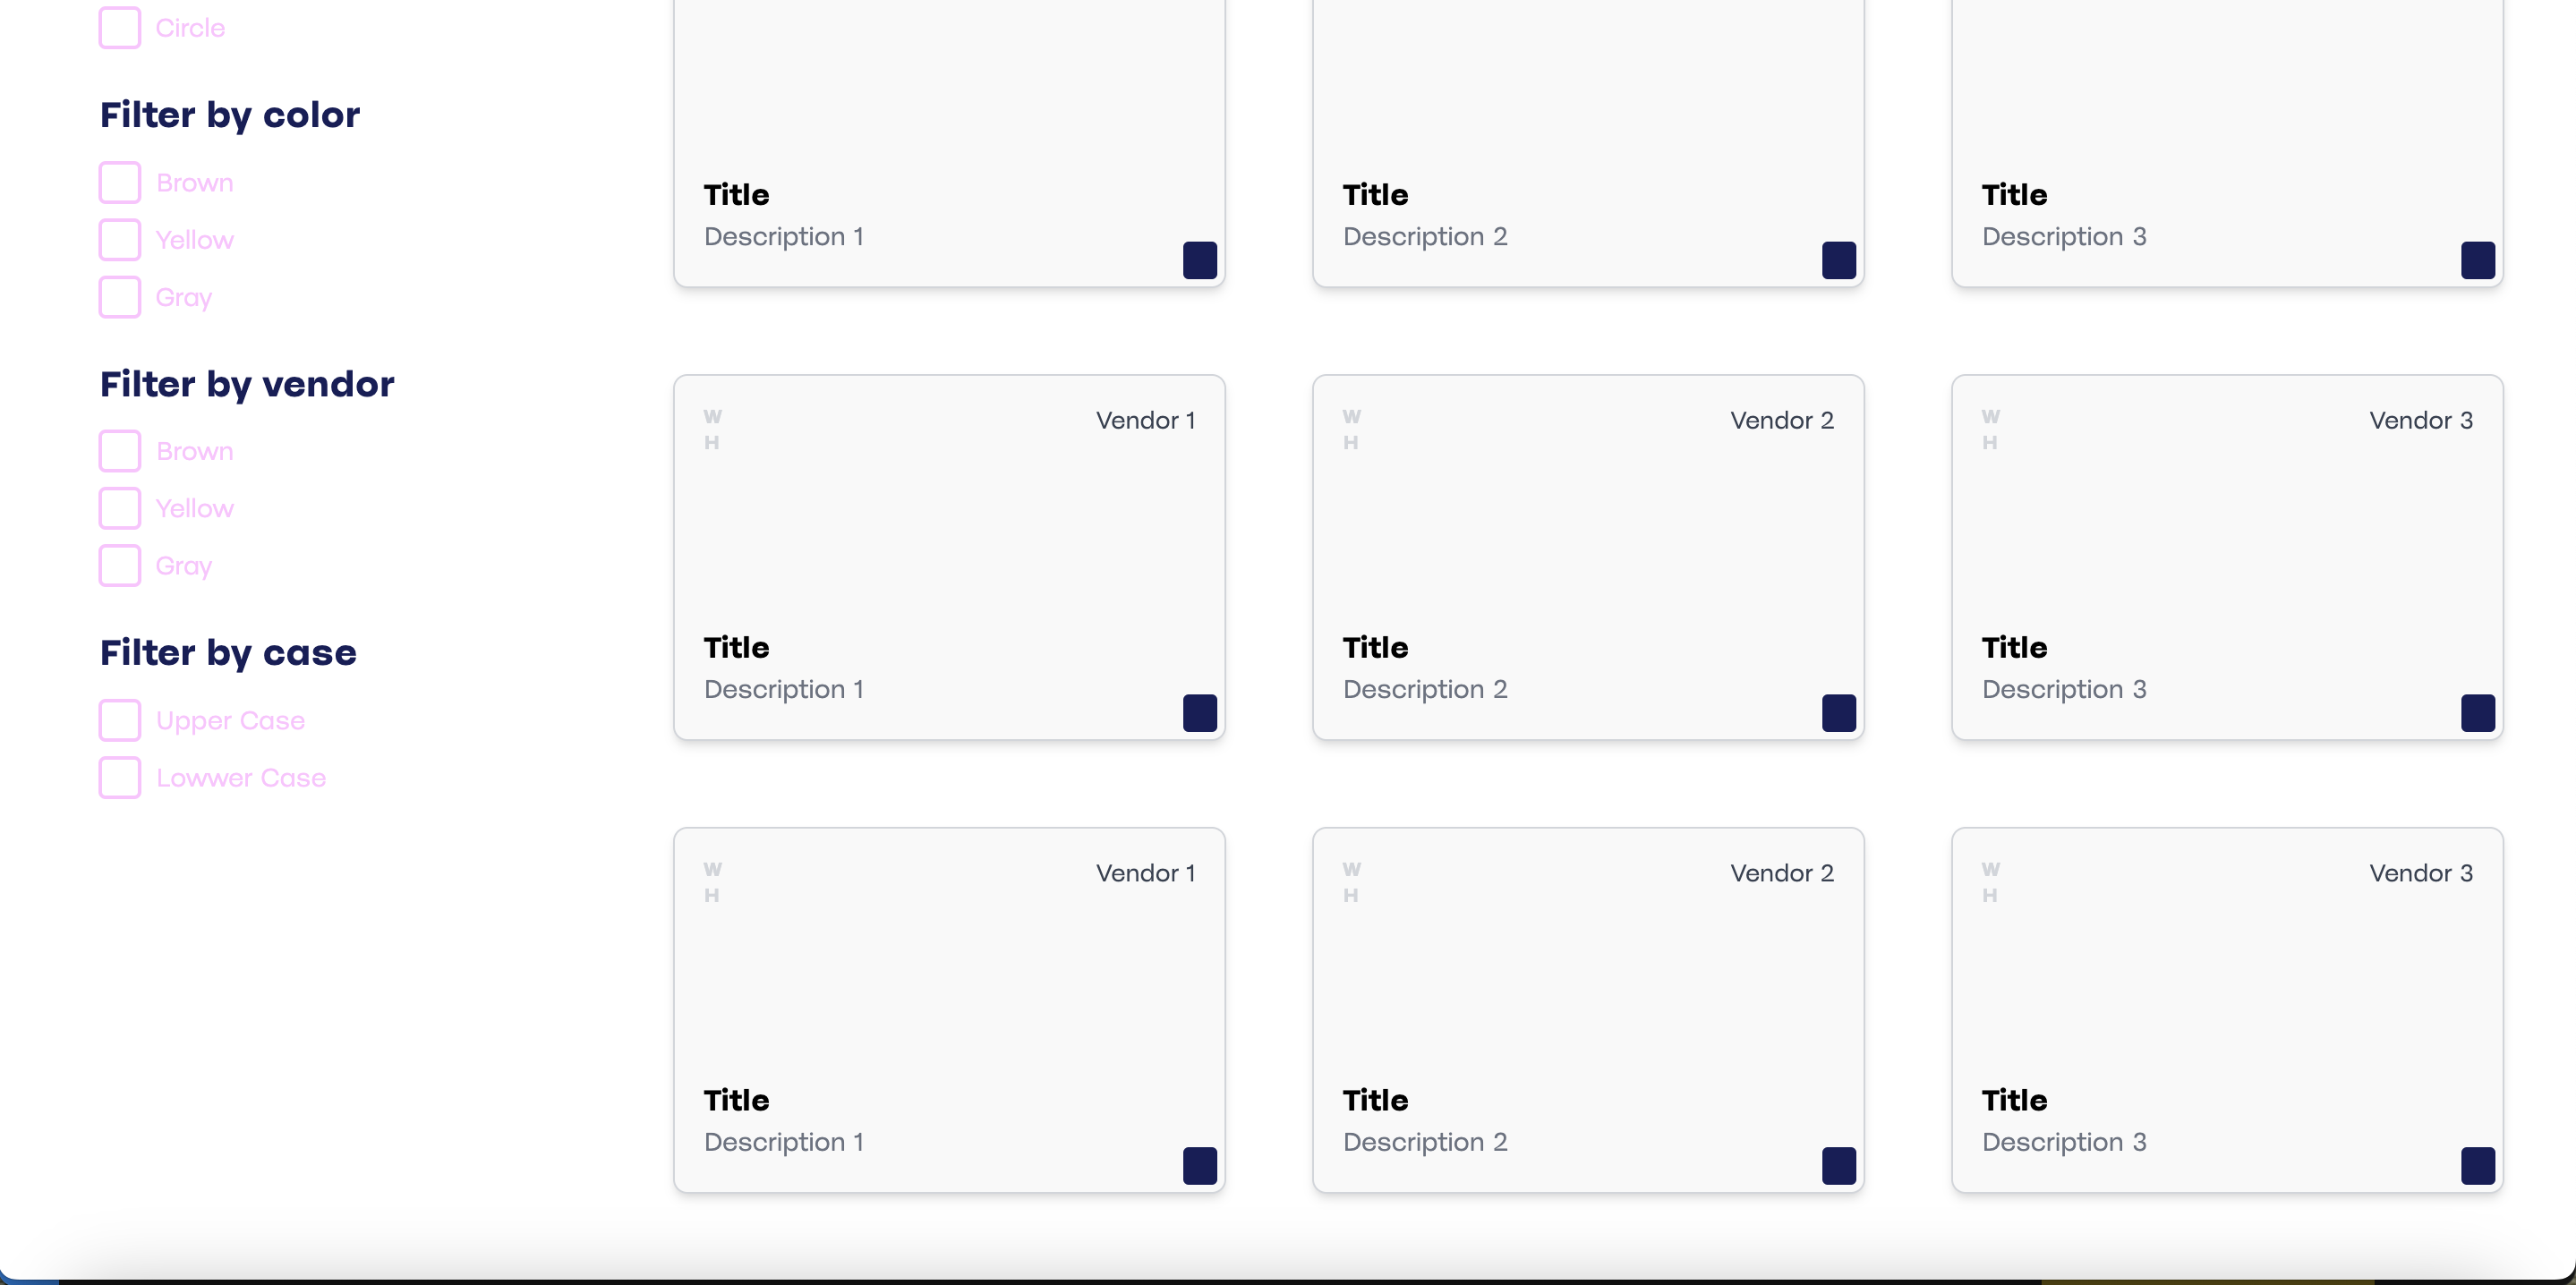 Circle
Filter by color
Brown
Yellow
Gray
Filter by vendor
Brown
Yellow
Gray
Filter by case
Upper Case
Lowwer Case
Title
Description 1
Title
Description 2
Title
Description 3
W
H
Vendor 1
Title
Description 1
W
H
Vendor 2
Title
Description 2
W
H
Vendor 3
Title
Description 3
W
H
Vendor 1
Title
Description 1
W
H
Vendor 2
Title
Description 2
W
H
Vendor 3
Title
Description 3